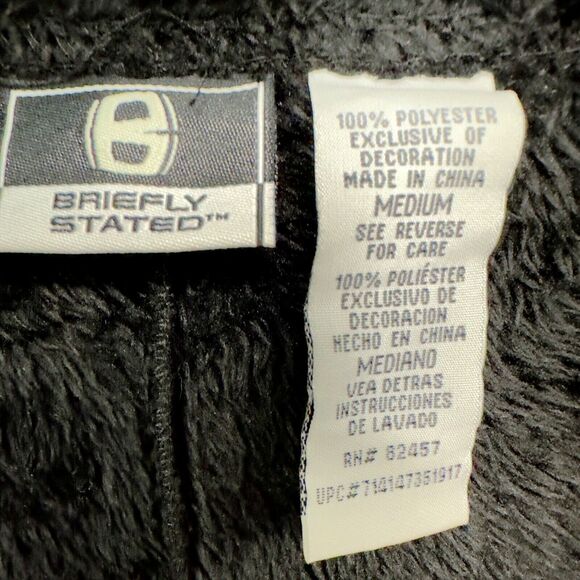 B
BRIEFLY
STATED™
100% POLYESTER
EXCLUSIVE OF
DECORATION
MADE IN CHINA
MEDIUM
SEE REVERSE
FOR CARE
100% POLIÉSTER
EXCLUSIVO DE
DECORACION
HECHO EN CHINA
MEDIANO
VEA DETRAS
INSTRUCCIONES
DE LAVADO
RN# 62457
UPC#714147351917